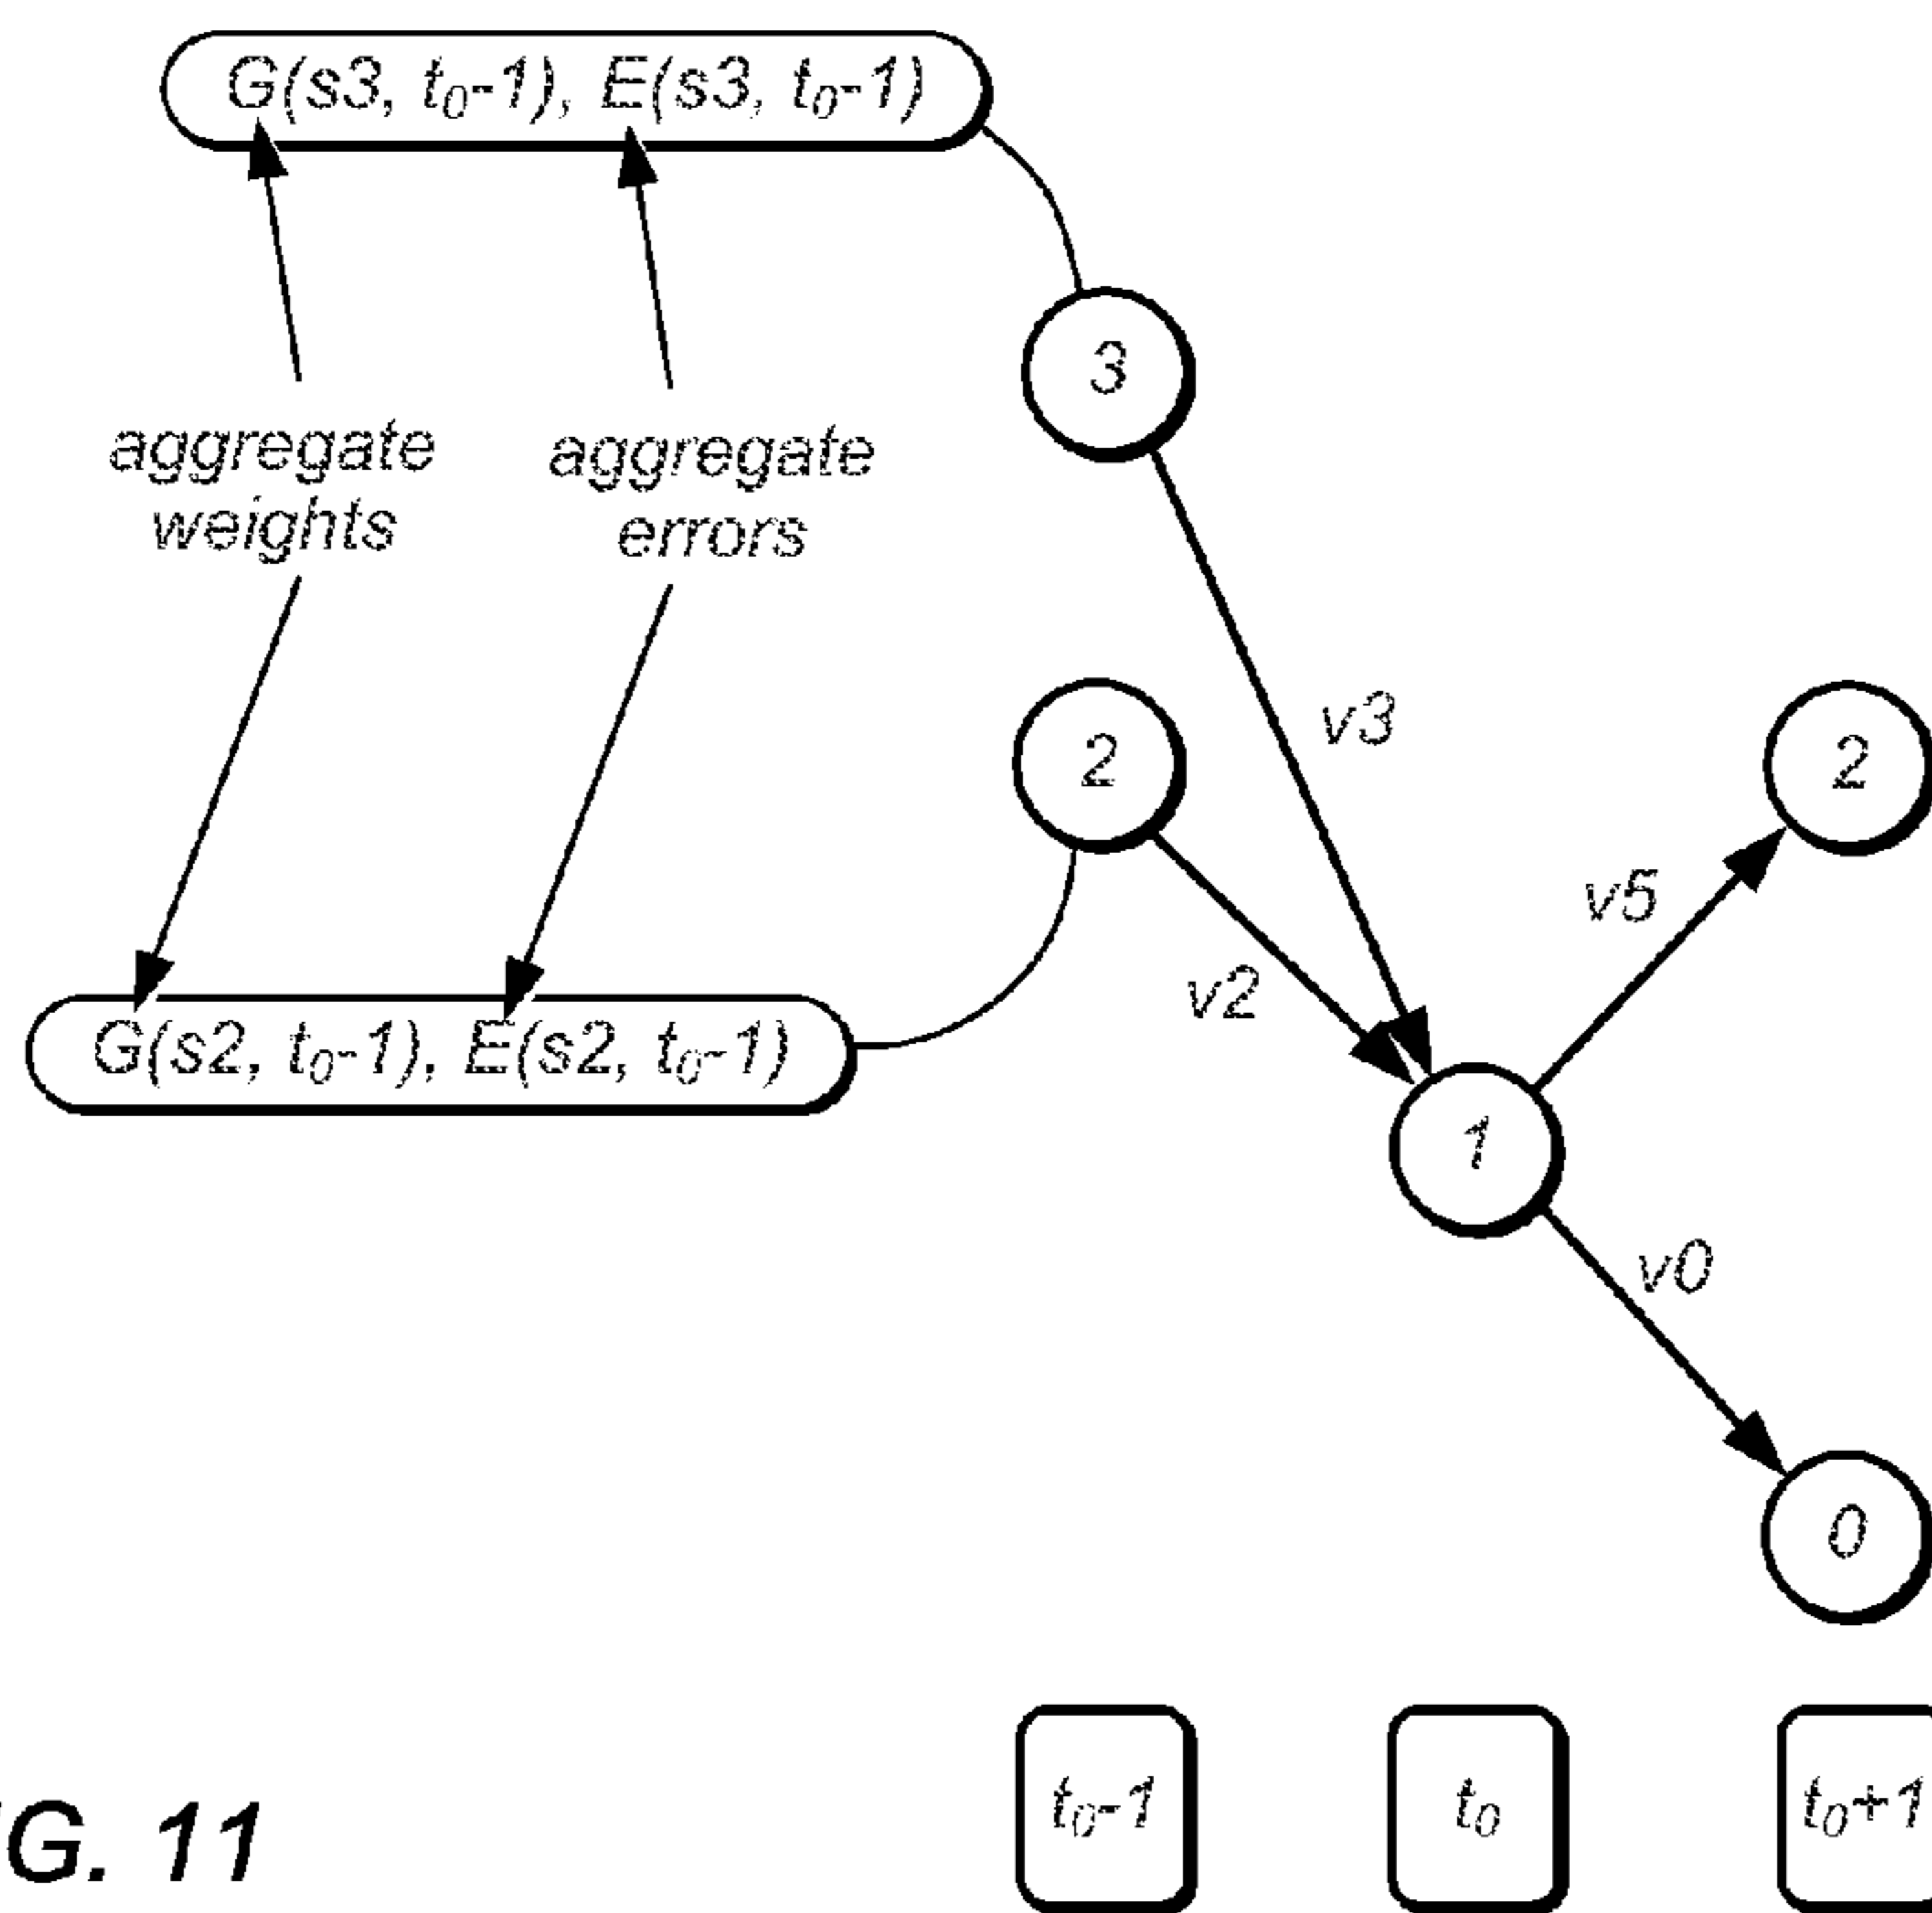 G(s3, t₀-1), E(s3, t₀-1)
3
aggregate
weights
aggregate
errors
v3
2
2
v5
v2
G(s2, t₀-1), E(s2, t₀-1)
1
v0
0
t₀-1
t₀
t₀+1
G. 11